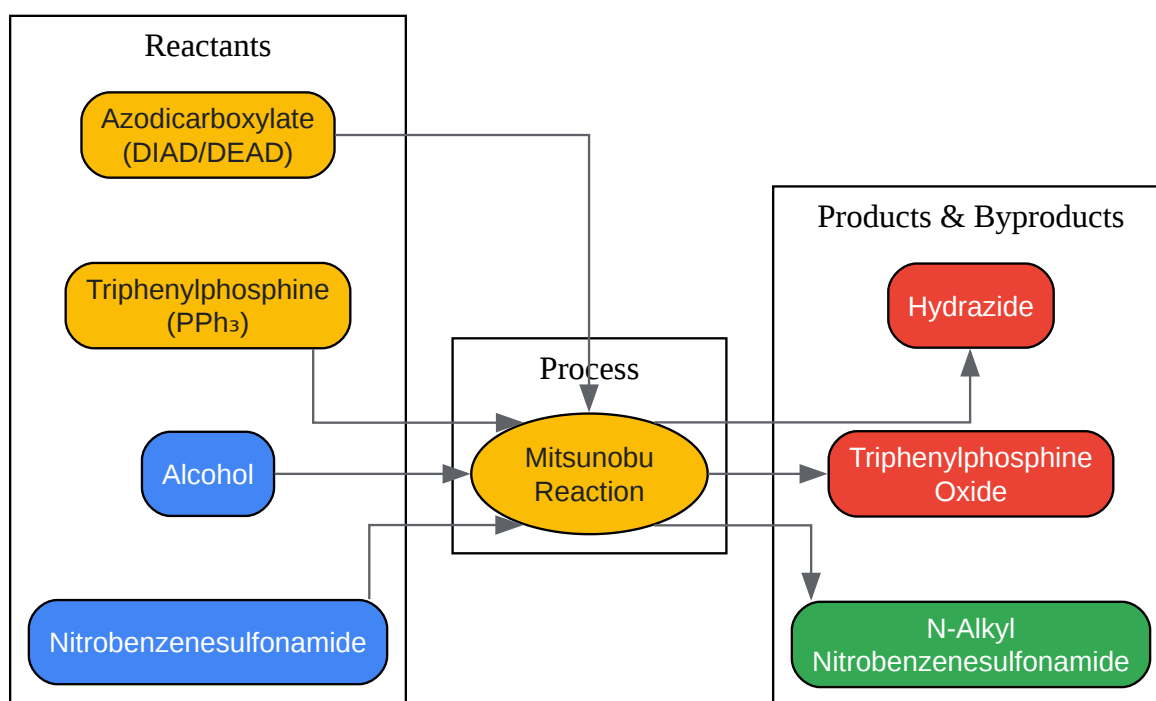 Reactants
Azodicarboxylate
(DIAD/DEAD)
Triphenylphosphine
(PPh₃)
Alcohol
Nitrobenzenesulfonamide
Process
Mitsunobu
Reaction
Products & Byproducts
Hydrazide
Triphenylphosphine
Oxide
N-Alkyl
Nitrobenzenesulfonamide